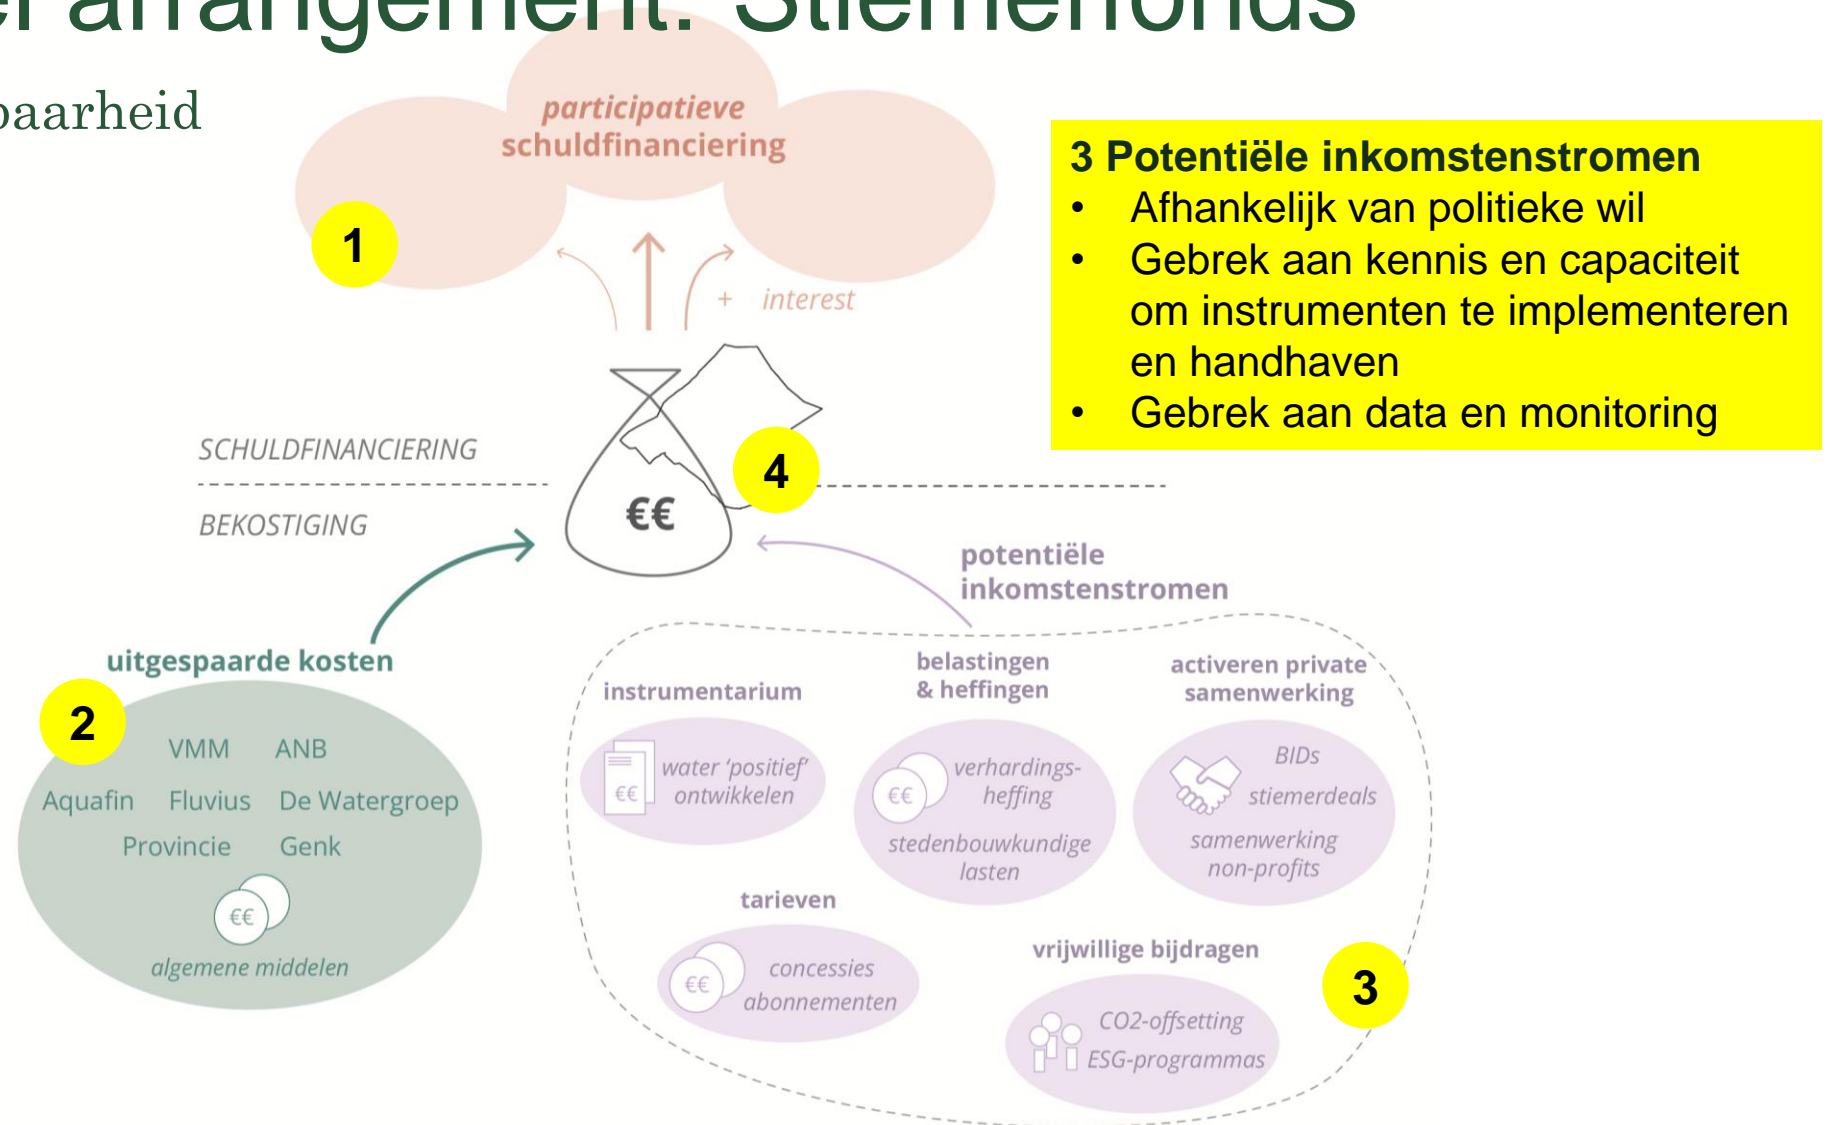 arrangement: Stiemerfonds
baarheid
participatieve
schuldfinanciering
1
+ interest
3 Potentiële inkomstenstromen
• Afhankelijk van politieke wil
• Gebrek aan kennis en capaciteit
om instrumenten te implementeren
en handhaven
• Gebrek aan data en monitoring
SCHULDFINANCIERING
BEKOSTIGING
€€
4
potentiële
inkomstenstromen
uitgespaarde kosten
2
VMM ANB
Aquafin Fluvius De Watergroep
Provincie Genk
€€
algemene middelen
instrumentarium
€€
water ‘positief’
ontwikkelen
belastingen
& heffingen
€€
verhardings-
heffing
stedenbouwkundige
lasten
activeren private
samenwerking
BIDs
stiemerdeals
samenwerking
non-profits
tarieven
€€
concessies
abonnementen
vrijwillige bijdragen
CO2-offsetting
ESG-programmas
3